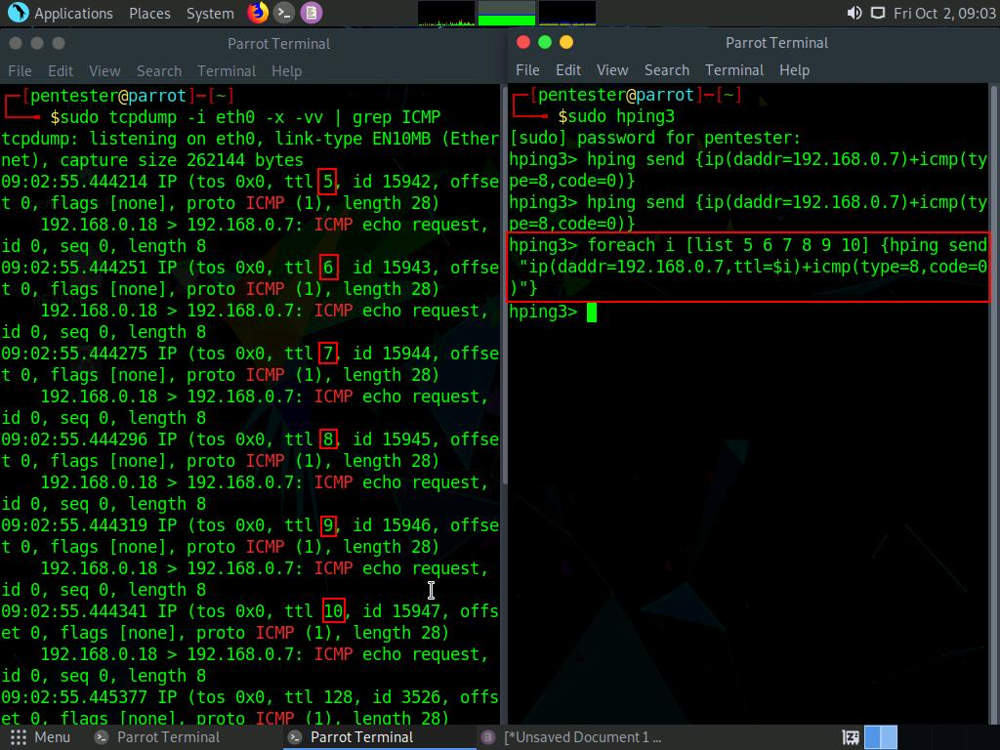 Applications Places System Fri Oct 2, 09:03
Parrot Terminal
File Edit View Search Terminal Help
┌─[pentester@parrot]─[~]
└──╼ $sudo tcpdump -i eth0 -x -vv | grep ICMP
tcpdump: listening on eth0, link-type EN10MB (Ether
net), capture size 262144 bytes
09:02:55.444214 IP (tos 0x0, ttl 5, id 15942, offse
t 0, flags [none], proto ICMP (1), length 28)
192.168.0.18 > 192.168.0.7: ICMP echo request,
id 0, seq 0, length 8
09:02:55.444251 IP (tos 0x0, ttl 6, id 15943, offse
t 0, flags [none], proto ICMP (1), length 28)
192.168.0.18 > 192.168.0.7: ICMP echo request,
id 0, seq 0, length 8
09:02:55.444275 IP (tos 0x0, ttl 7, id 15944, offse
t 0, flags [none], proto ICMP (1), length 28)
192.168.0.18 > 192.168.0.7: ICMP echo request,
id 0, seq 0, length 8
09:02:55.444296 IP (tos 0x0, ttl 8, id 15945, offse
t 0, flags [none], proto ICMP (1), length 28)
192.168.0.18 > 192.168.0.7: ICMP echo request,
id 0, seq 0, length 8
09:02:55.444319 IP (tos 0x0, ttl 9, id 15946, offse
t 0, flags [none], proto ICMP (1), length 28)
192.168.0.18 > 192.168.0.7: ICMP echo request,
id 0, seq 0, length 8
09:02:55.444341 IP (tos 0x0, ttl 10, id 15947, offs
et 0, flags [none], proto ICMP (1), length 28)
192.168.0.18 > 192.168.0.7: ICMP echo request,
id 0, seq 0, length 8
09:02:55.445377 IP (tos 0x0, ttl 128, id 3526, offs
et 0, flags [none], proto ICMP (1), length 28)
Parrot Terminal
File Edit View Search Terminal Help
┌─[pentester@parrot]─[~]
└──╼ $sudo hping3
[sudo] password for pentester:
hping3> hping send {ip(daddr=192.168.0.7)+icmp(ty
pe=8,code=0)}
hping3> hping send {ip(daddr=192.168.0.7)+icmp(ty
pe=8,code=0)}
hping3> foreach i [list 5 6 7 8 9 10] {hping send
"ip(daddr=192.168.0.7,ttl=$i)+icmp(type=8,code=0
)"}
hping3>
Menu Parrot Terminal Parrot Terminal [*Unsaved Document 1 ...